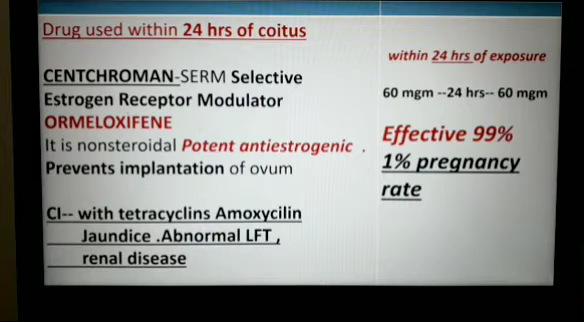 Drug used within 24 hrs of coitus
CENTCHROMAN-SERM Selective
Estrogen Receptor Modulator
ORMELOXIFENE
It is nonsteroidal Potent antiestrogenic .
Prevents implantation of ovum
CI-- with tetracyclins Amoxycilin
Jaundice .Abnormal LFT ,
renal disease
within 24 hrs of exposure
60 mgm --24 hrs-- 60 mgm
Effective 99%
1% pregnancy
rate